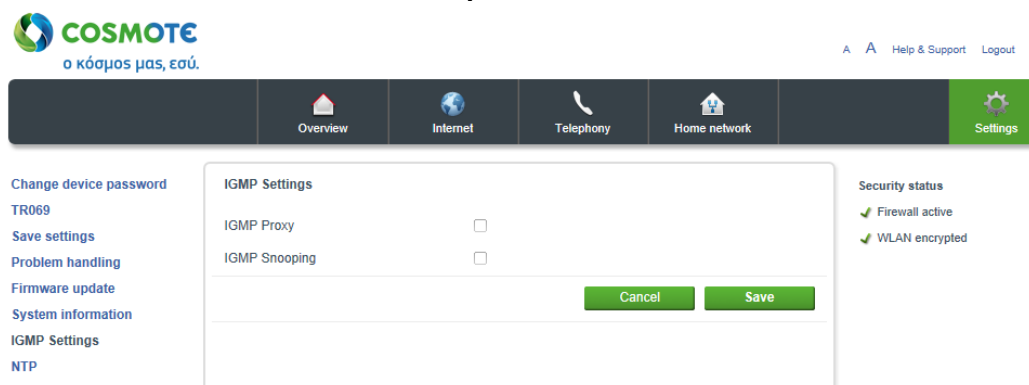 COSMOTE
ο κόσμος μας, εσύ.
A A Help & Support Logout
Overview
Internet
Telephony
Home network
Settings
Change device password
TR069
Save settings
Problem handling
Firmware update
System information
IGMP Settings
NTP
IGMP Settings
IGMP Proxy
IGMP Snooping
Cancel
Save
Security status
Firewall active
WLAN encrypted